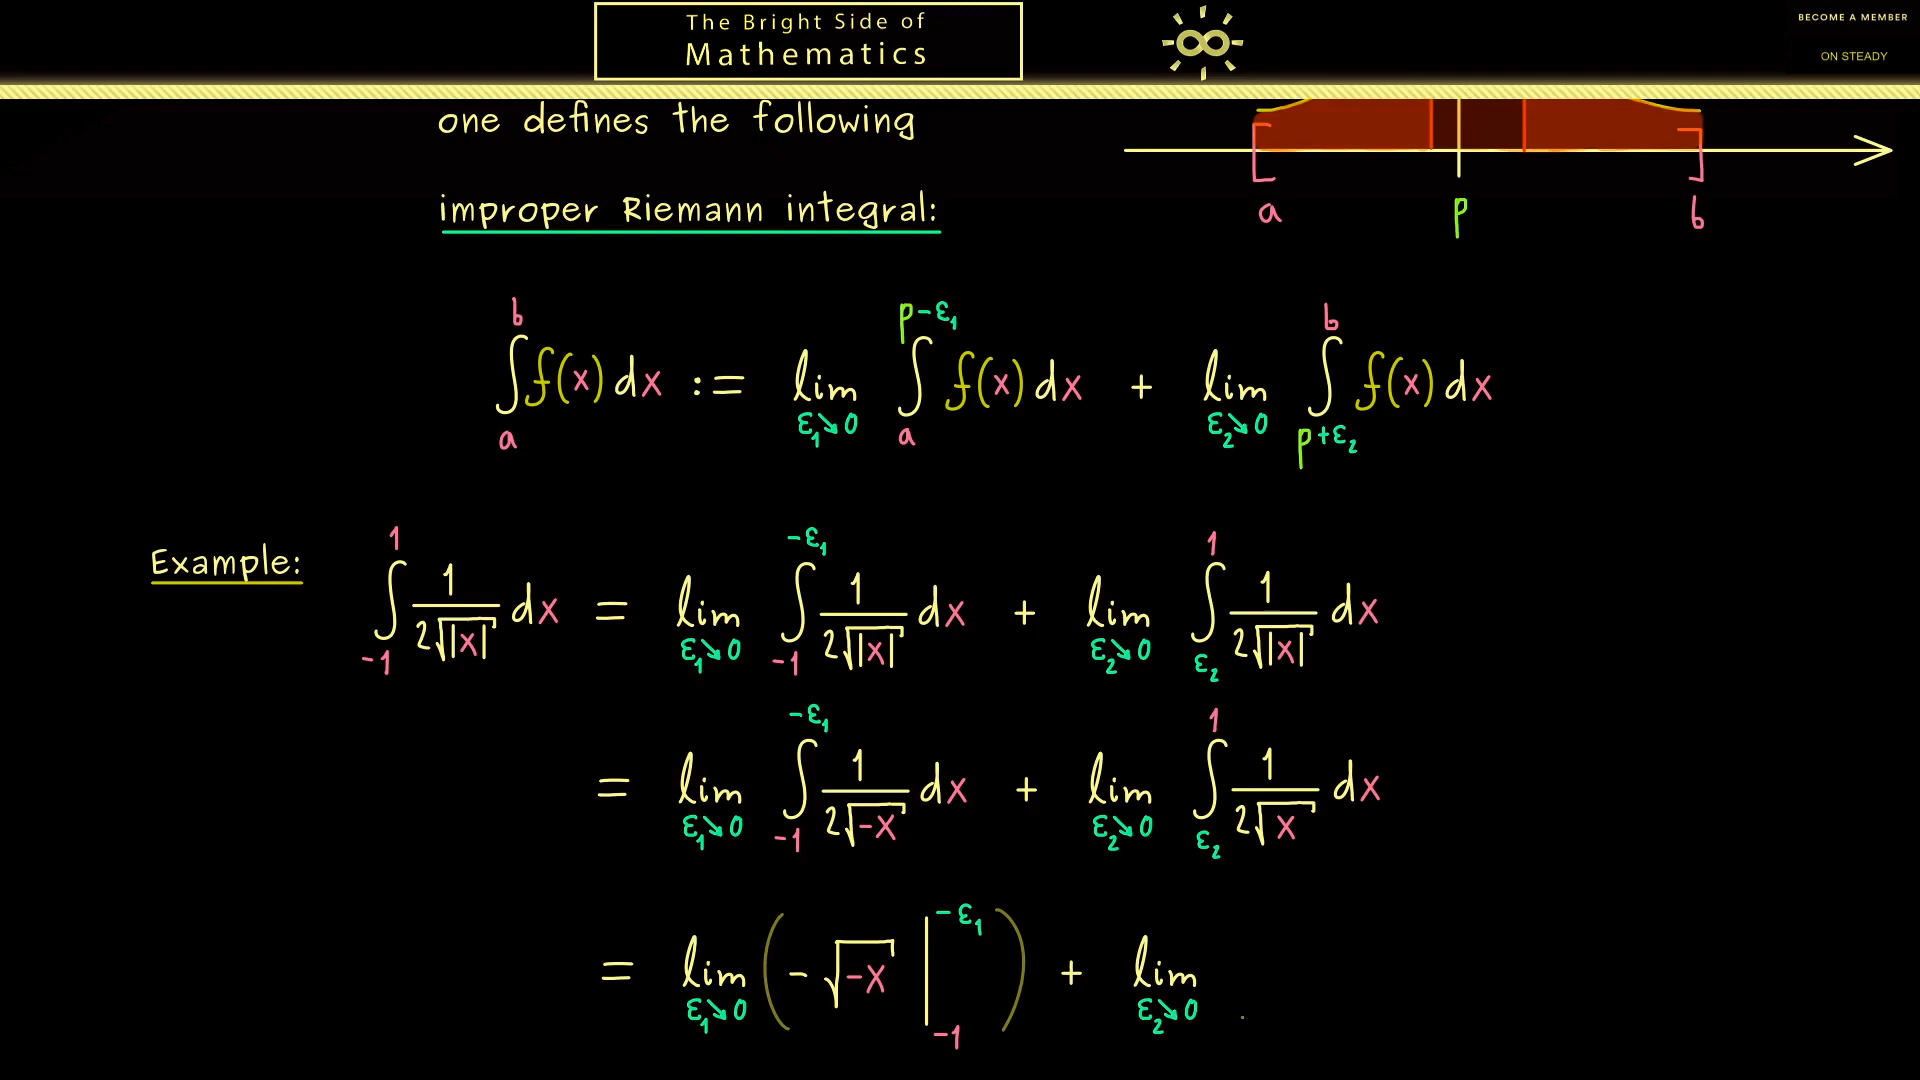 The Bright Side of
Mathematics
BECOME A MEMBER
ON STEADY
one defines the following
improper Riemann integral:
a p b
∫_a^b f(x) dx := lim_{ε₁↘0} ∫_a^{p-ε₁} f(x) dx + lim_{ε₂↘0} ∫_{p+ε₂}^b f(x) dx
Example: ∫_{-1}^1 1/(2√|x|) dx = lim_{ε₁↘0} ∫_{-1}^{-ε₁} 1/(2√|x|) dx + lim_{ε₂↘0} ∫_{ε₂}^1 1/(2√|x|) dx
= lim_{ε₁↘0} ∫_{-1}^{-ε₁} 1/(2√(-x)) dx + lim_{ε₂↘0} ∫_{ε₂}^1 1/(2√x) dx
= lim_{ε₁↘0} (-√(-x) |_{-1}^{-ε₁}) + lim_{ε₂↘0}